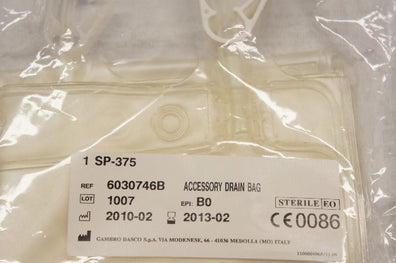 1 SP-375
REF 6030746B ACCESSORY DRAIN BAG
LOT 1007 EPI: B0 STERILE EO
2010-02 2013-02 CE 0086
GAMBRO DASCO S.p.A. VIA MODENESE, 66 - 41036 MEDOLLA (MO) ITALY